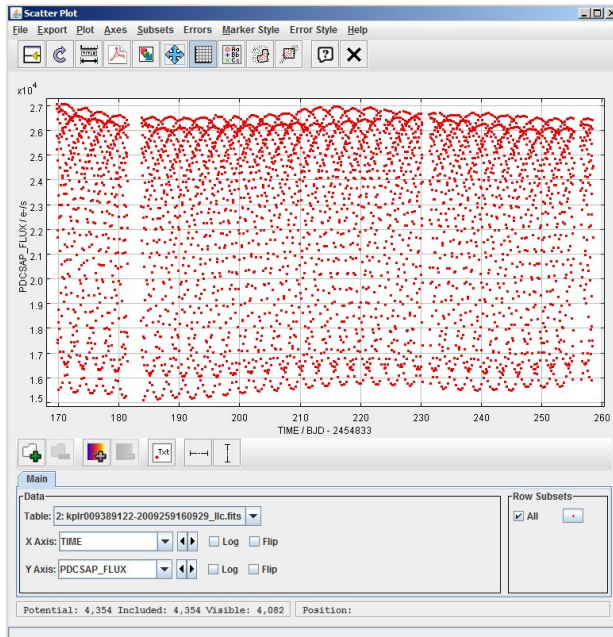 Scatter Plot
File Export Plot Axes Subsets Errors Marker Style Error Style Help
×10⁴
2.7
2.6
2.5
2.4
2.3
2.2
2.1
2.0
1.9
1.8
1.7
1.6
1.5
PDCSAP_FLUX / e-/s
170 180 190 200 210 220 230 240 250 260
TIME / BJD - 2454833
Txt
Main
Data
Table: 2: kplr009389122-2009259160929_llc.fits
X Axis: TIME Log Flip
Y Axis: PDCSAP_FLUX Log Flip
Row Subsets
All
Potential: 4,354 Included: 4,354 Visible: 4,082 Position: